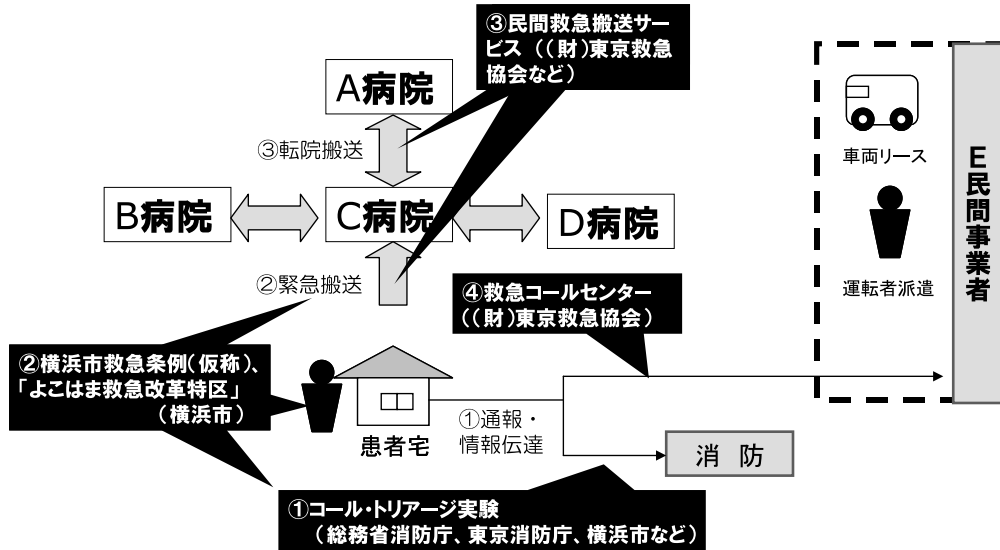 ③民間救急搬送サー
ビス （（財）東京救急
協会など）
A病院
③転院搬送
B病院
C病院
D病院
②緊急搬送
車両リース
運転者派遣
E民間事業者
④救急コールセンター
（（財）東京救急協会）
②横浜市救急条例（仮称）、
「よこはま救急改革特区」
（横浜市）
患者宅
①通報・
情報伝達
消 防
①コール・トリアージ実験
（総務省消防庁、東京消防庁、横浜市など）